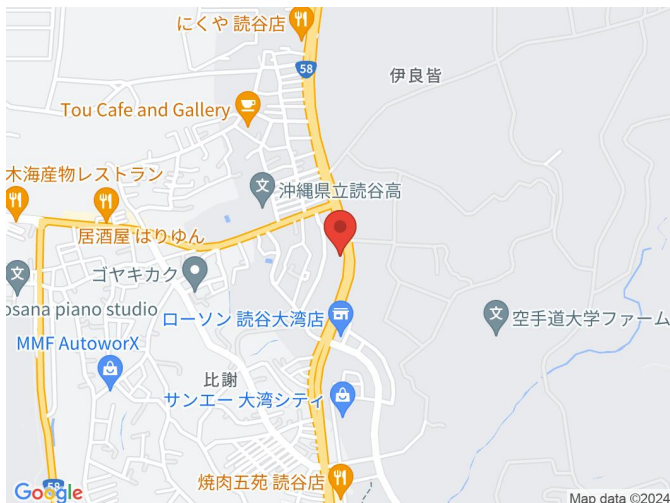 にくや 読谷店
58
伊良皆
Tou Cafe and Gallery
木海産物レストラン
沖縄県立読谷高
居酒屋 はりゆん
ゴヤキカク
osana piano studio
ローソン 読谷大湾店
空手道大学ファーム
MMF AutoworX
比謝
サンエー 大湾シティ
焼肉五苑 読谷店
58
Google
Map data ©2024